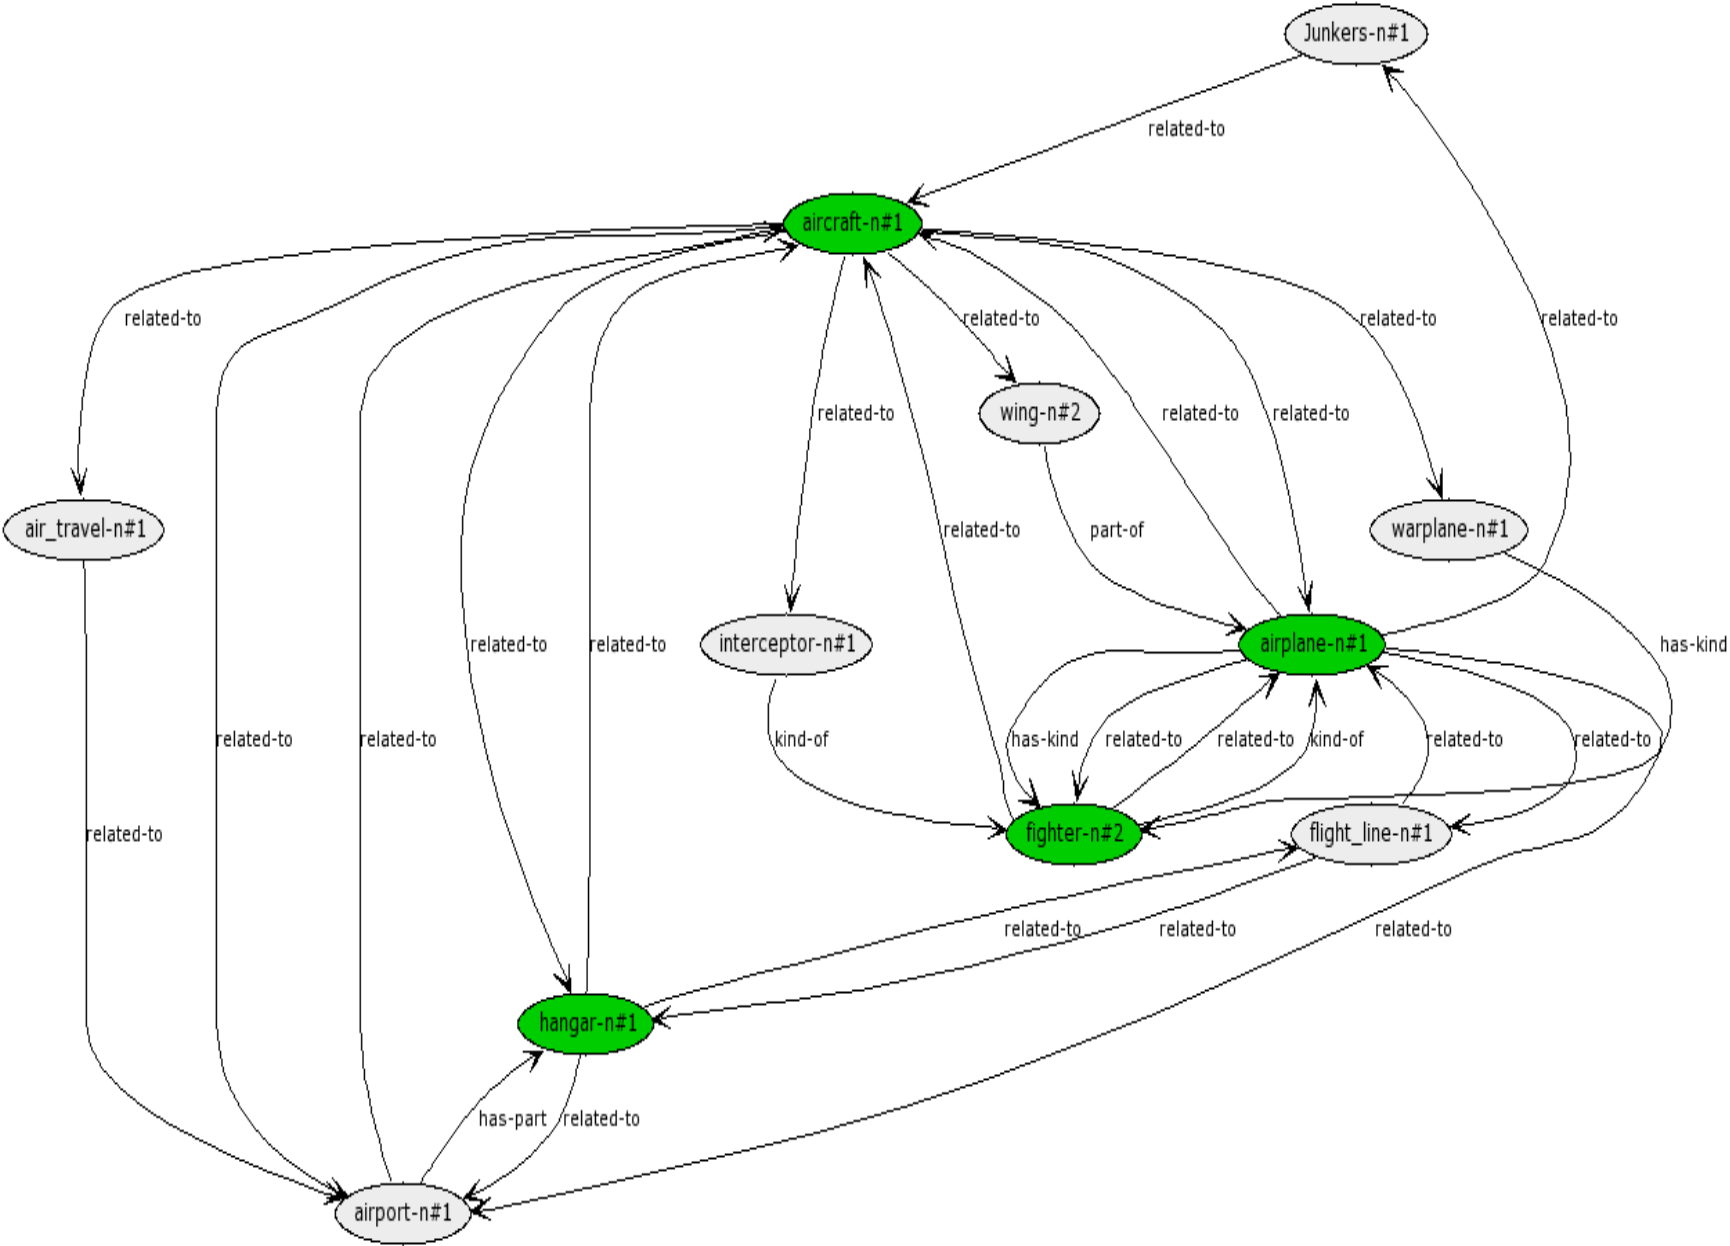 Junkers-n#1
related-to
aircraft-n#1
related-to
related-to
related-to
related-to
related-to
wing-n#2
related-to
related-to
related-to
air_travel-n#1
related-to
part-of
warplane-n#1
related-to
related-to
interceptor-n#1
airplane-n#1
has-kind
related-to
related-to
kind-of
has-kind
related-to
related-to
kind-of
related-to
related-to
related-to
fighter-n#2
flight_line-n#1
related-to
related-to
related-to
hangar-n#1
has-part
related-to
airport-n#1